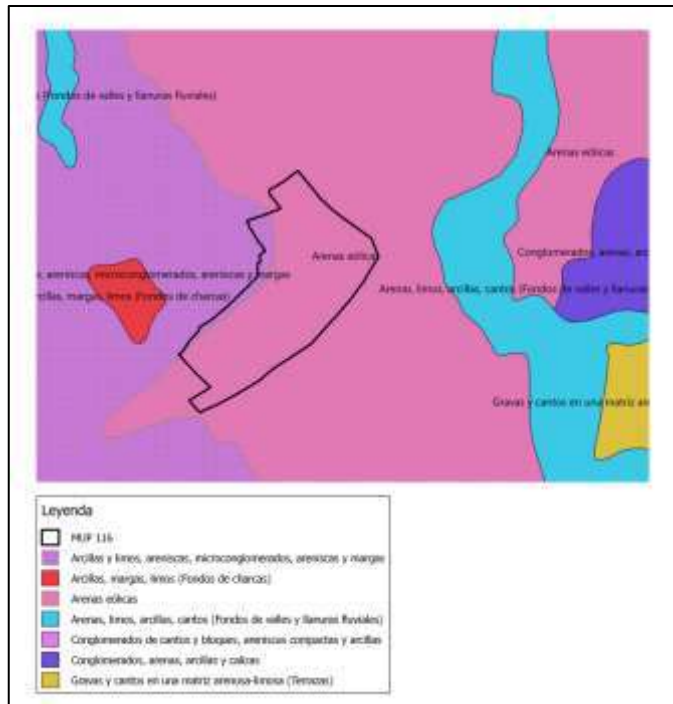 (Fondos de valles y llanuras fluviales)
Arenas eólicas
Conglomerados, arenas, arc
Arenas eólicas
, areniscas, microconglomerados, areniscas y margas
rcillas, margas, limos (Fondos de charcas)
Arenas, limos, arcillas, cantos (Fondos de valles y llanuras
Gravas y cantos en una matriz are
Leyenda
MUP 116
Arcillas y limos, areniscas, microconglomerados, areniscas y margas
Arcillas, margas, limos (Fondos de charcas)
Arenas eólicas
Arenas, limos, arcillas, cantos (Fondos de valles y llanuras fluviales)
Conglomerados de cantos y bloques, areniscas compactas y arcillas
Conglomerados, arenas, arcillas y calizas
Gravas y cantos en una matriz arenosa-limosa (Terrazas)